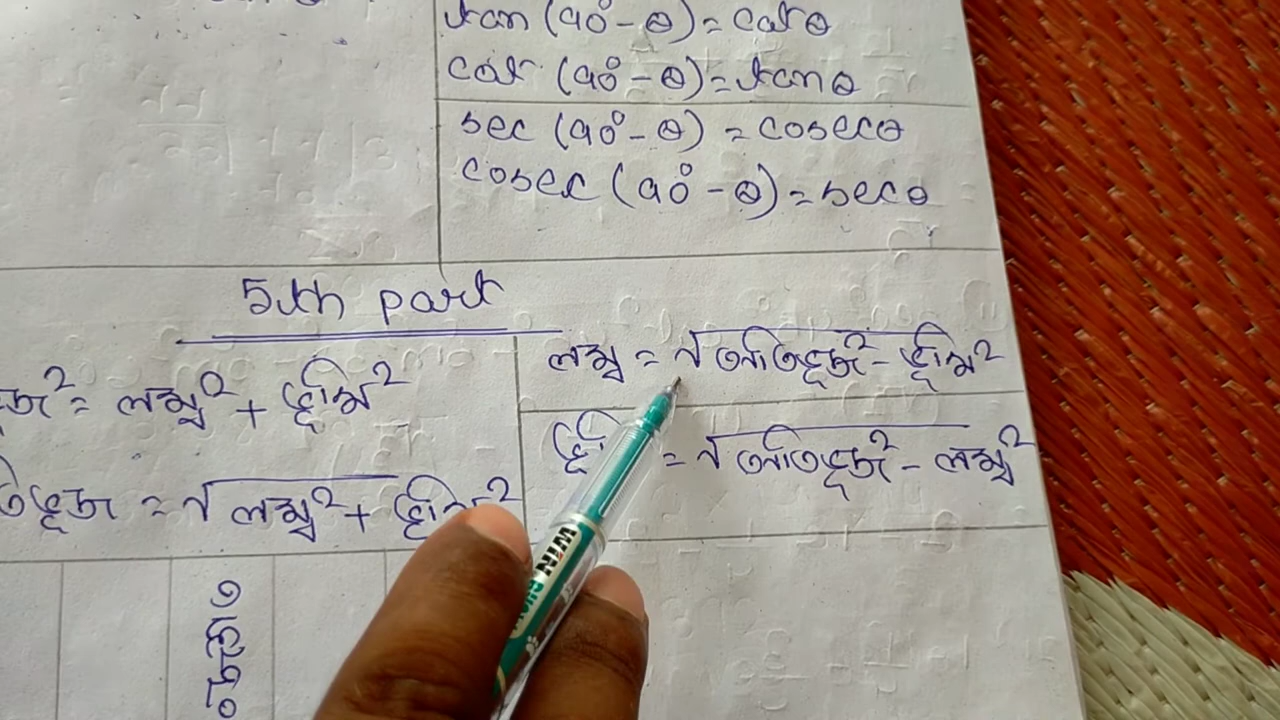 tan (90° - θ) = cot θ
cot (90° - θ) = tan θ
sec (90° - θ) = cosec θ
cosec (90° - θ) = sec θ
5th part
² = লম্ব² + ভূমি²
= √লম্ব² + ভূমি²
লম্ব = √অতিভূজ² - ভূমি²
= √অতিভূজ² - লম্ব²
WIN